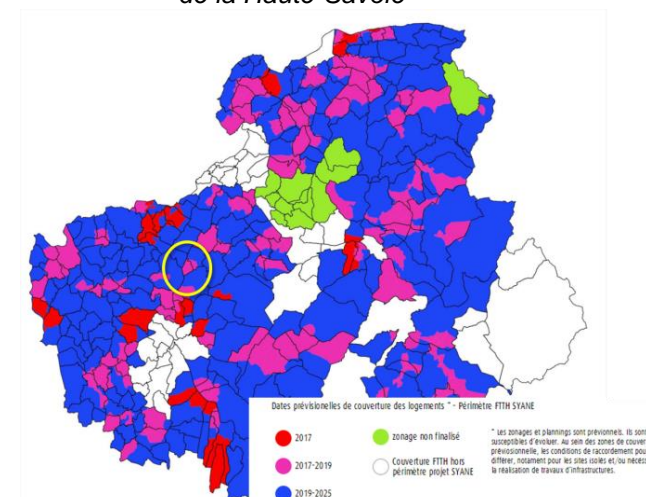 de la Haute-Savoie
Dates prévisionelles de couverture des logements * - Périmètre FTTH SYANE
2017
2017-2019
2019-2025
zonage non finalisé
Couverture FTTH hors
périmètre projet SYANE
* Les zonages et plannings sont prévionnels. Ils sont
susceptibles d'évoluer. Au sein des zones de couver
prévisionnelle, les conditions de raccordement pou
différer, notament pour les sites isolés et/ou nécess
la réalisation de travaux d'infrastructures.